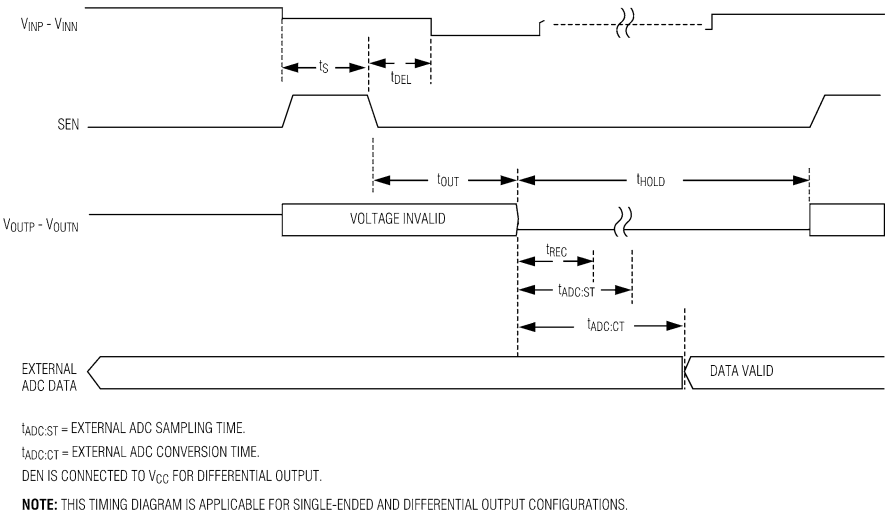 VINP - VINN
tS
tDEL
SEN
tOUT
tHOLD
VOUTP - VOUTN
VOLTAGE INVALID
tREC
tADC:ST
tADC:CT
EXTERNAL
ADC DATA
DATA VALID
tADC:ST = EXTERNAL ADC SAMPLING TIME.
tADC:CT = EXTERNAL ADC CONVERSION TIME.
DEN IS CONNECTED TO VCC FOR DIFFERENTIAL OUTPUT.
NOTE: THIS TIMING DIAGRAM IS APPLICABLE FOR SINGLE-ENDED AND DIFFERENTIAL OUTPUT CONFIGURATIONS.